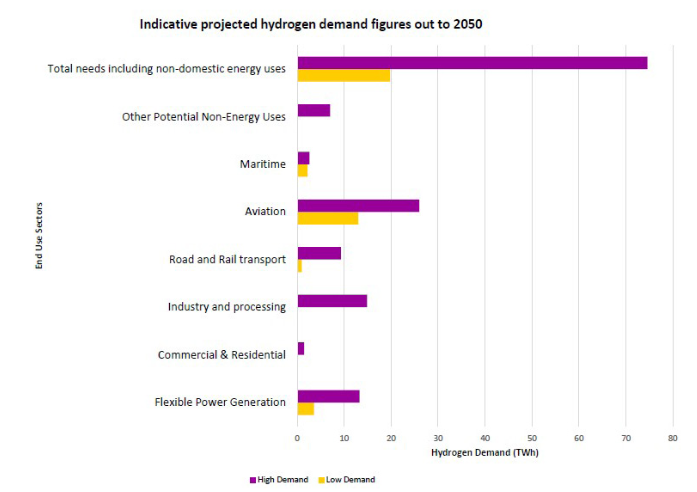 Indicative projected hydrogen demand figures out to 2050
Total needs including non-domestic energy uses
Other Potential Non-Energy Uses
Maritime
Aviation
Road and Rail transport
Industry and processing
Commercial & Residential
Flexible Power Generation
End Use Sectors
0 10 20 30 40 50 60 70 80
Hydrogen Demand (TWh)
High Demand Low Demand